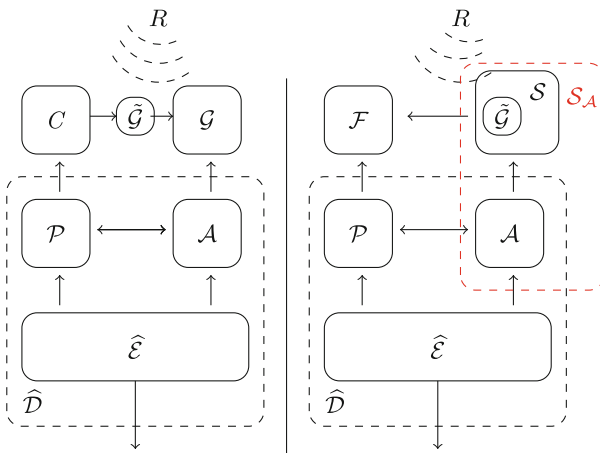 R R
C 𝒢̃ 𝒢 ℱ 𝒢̃ 𝒮 𝒮_𝒜
𝒫 𝒜 𝒫 𝒜
ℰ̂ ℰ̂
𝒟̂ 𝒟̂